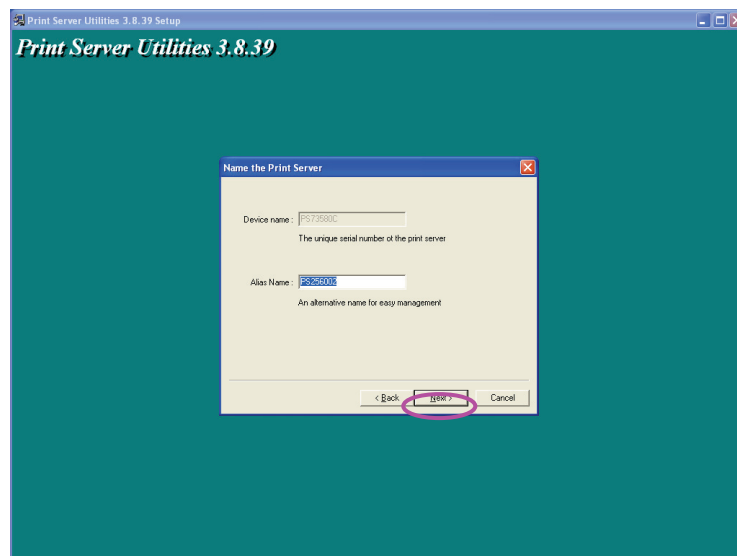 Print Server Utilities 3.8.39 Setup
Print Server Utilities 3.8.39
Name the Print Server
Device name : PS73580C
The unique serial number ot the print server
Alias Name : PS256002
An alternative name for easy management
< Back Next > Cancel